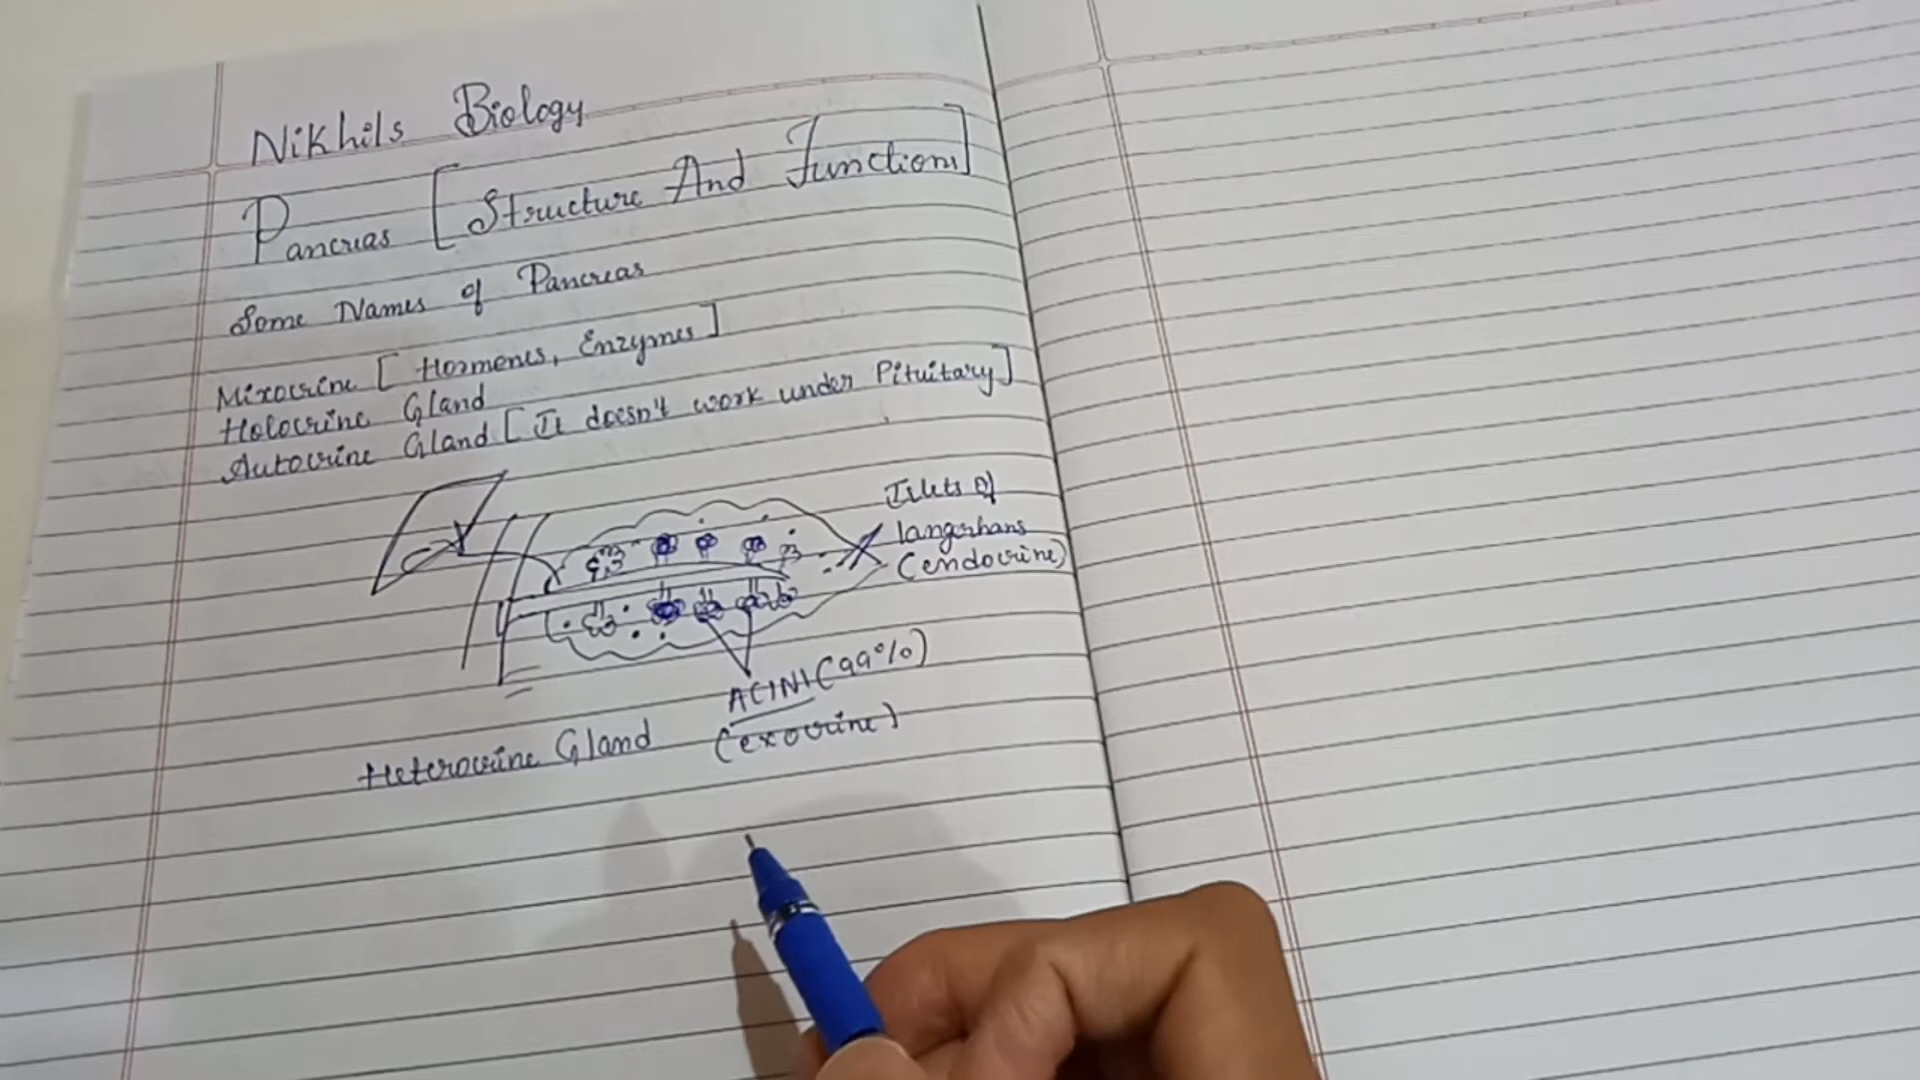 Nikhils Biology
Pancreas [Structure And Functions]
Some Names of Pancreas
Mixocrine [Hormones, Enzymes]
Holocrine Gland
Autocrine Gland [It doesn't work under Pituitary]
Islets of
langerhans
(endocrine)
ACINI (99%)
(exocrine)
Heterocrine Gland